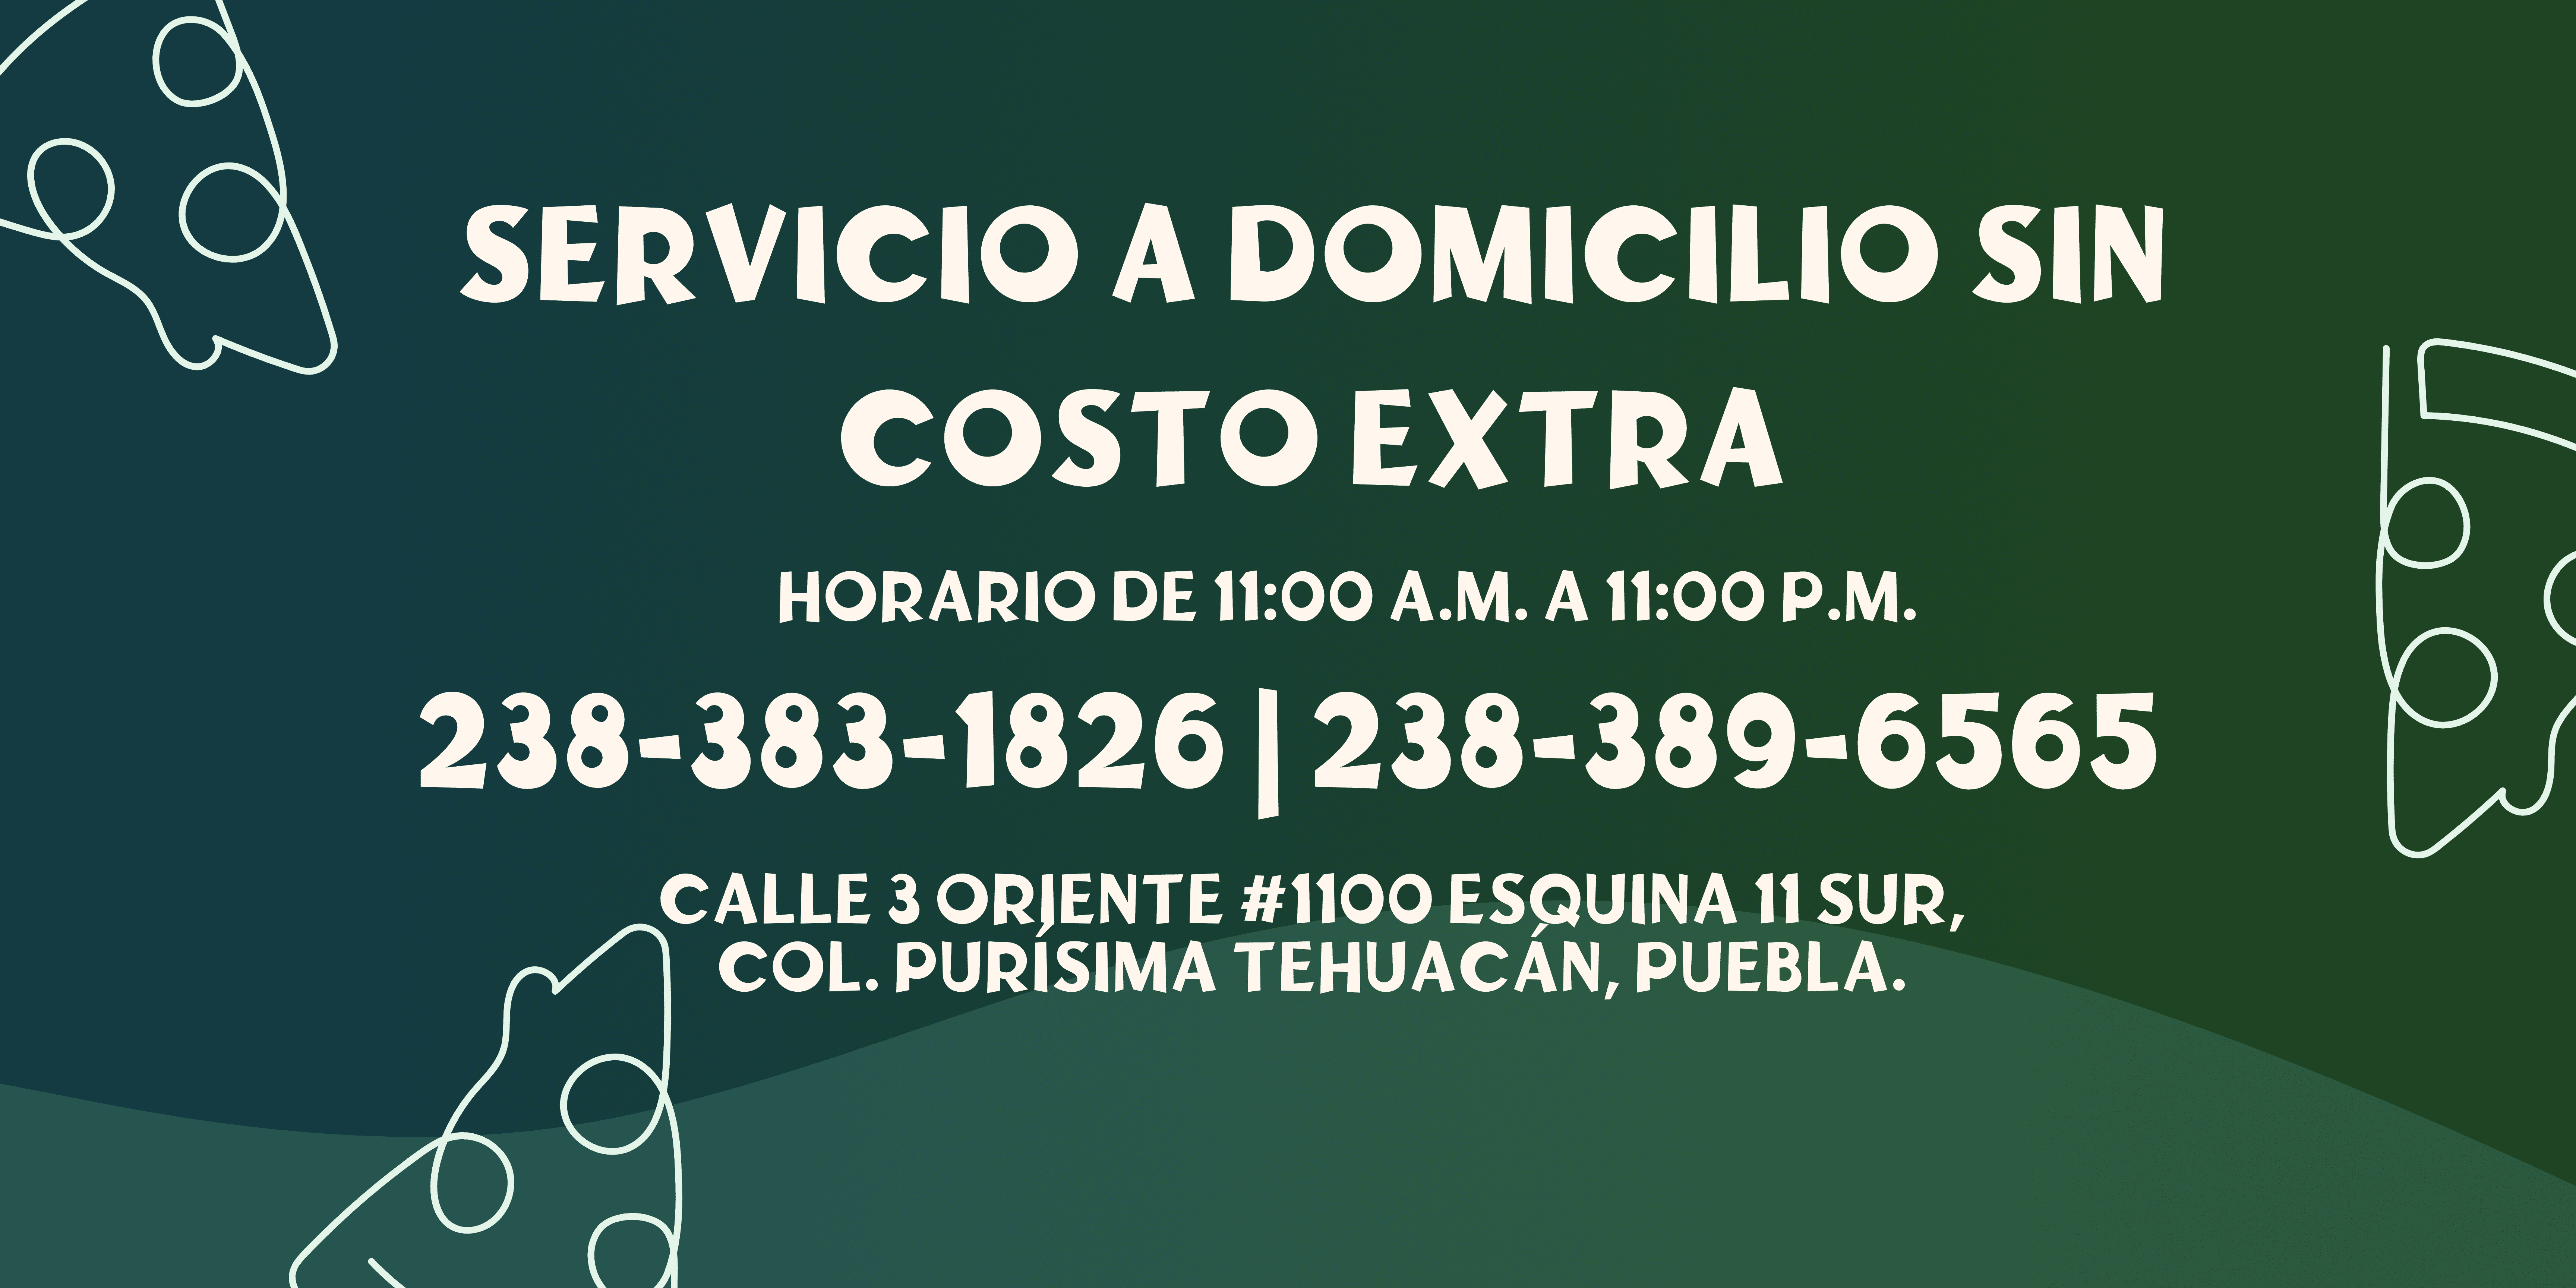 SERVICIO A DOMICILIO SIN
COSTO EXTRA
HORARIO DE 11:00 A.M. A 11:00 P.M.
238-383-1826 | 238-389-6565
CALLE 3 ORIENTE #1100 ESQUINA 11 SUR,
COL. PURÍSIMA TEHUACÁN, PUEBLA.